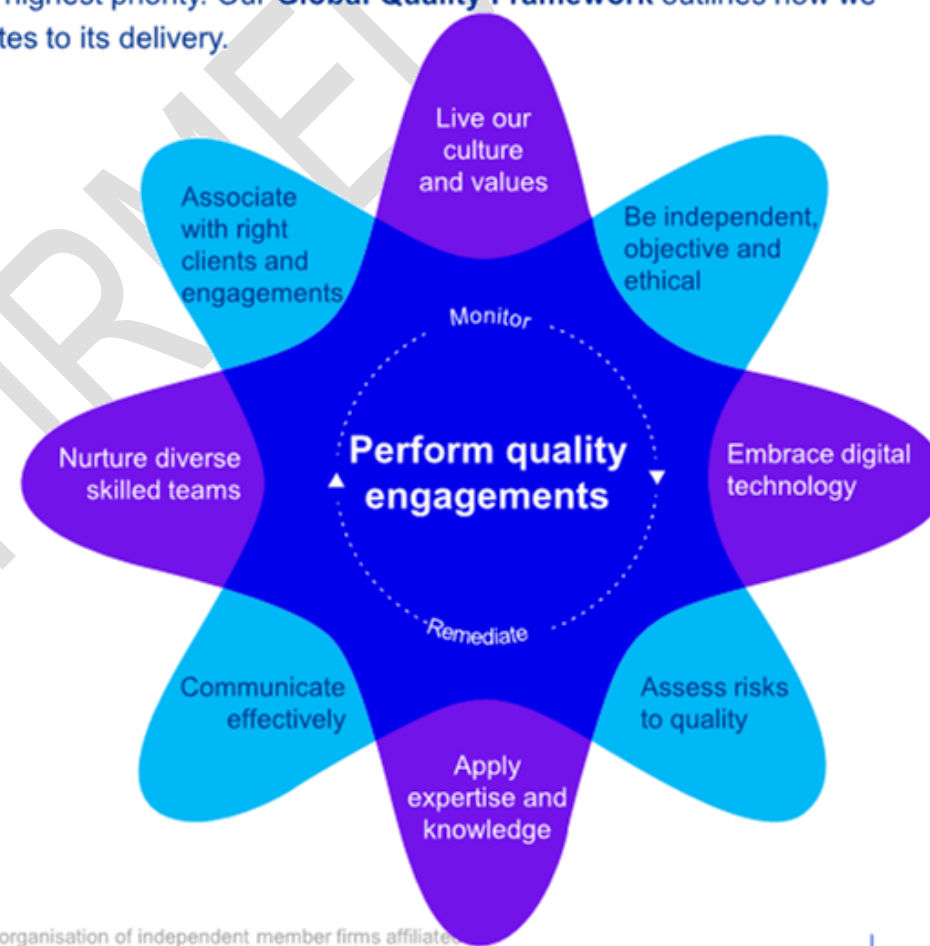 highest priority. Our Global Quality Framework outlines how we
tes to its delivery.
Live our
culture
and values
Associate
with right
clients and
engagements
Be independent,
objective and
ethical
Monitor
Nurture diverse
skilled teams
Perform quality
engagements
Embrace digital
technology
Remediate
Communicate
effectively
Assess risks
to quality
Apply
expertise and
knowledge
organisation of independent member firms affiliated